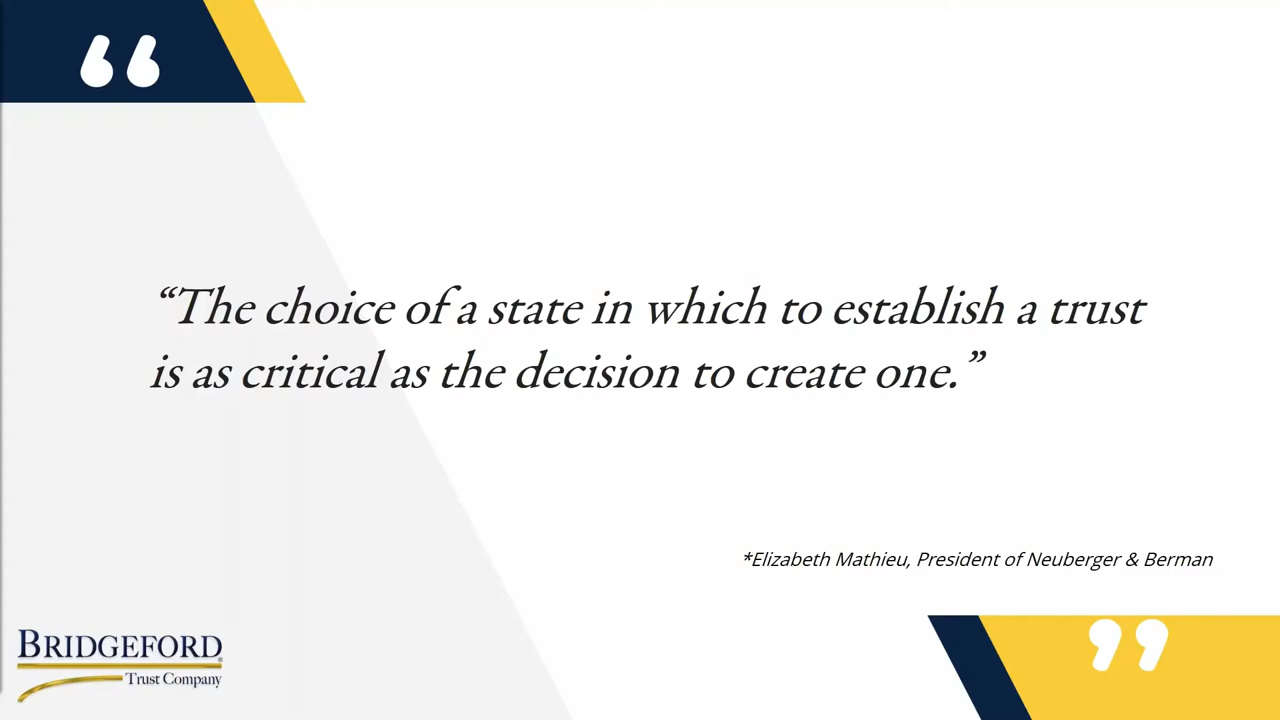 “The choice of a state in which to establish a trust
is as critical as the decision to create one.”
*Elizabeth Mathieu, President of Neuberger & Berman
BRIDGEFORD®
Trust Company